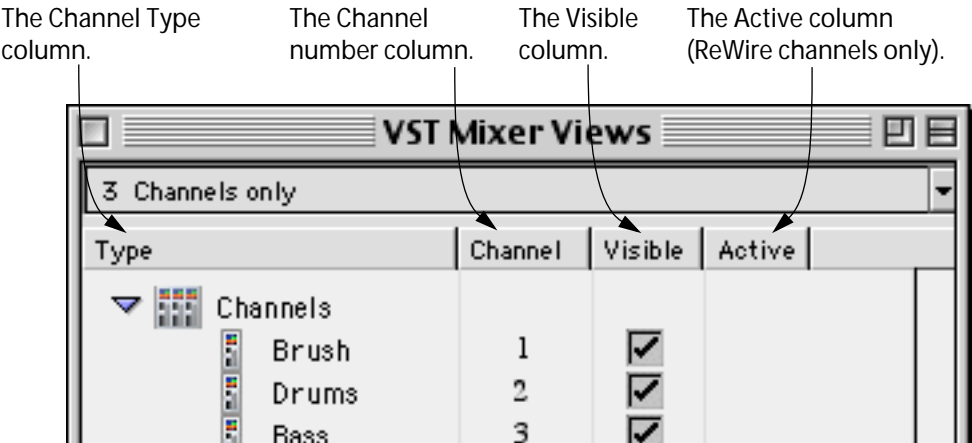 The Channel Type column.
The Channel number column.
The Visible column.
The Active column (ReWire channels only).
VST Mixer Views
3 Channels only
Type Channel Visible Active
Channels
Brush 1
Drums 2
Bass 3